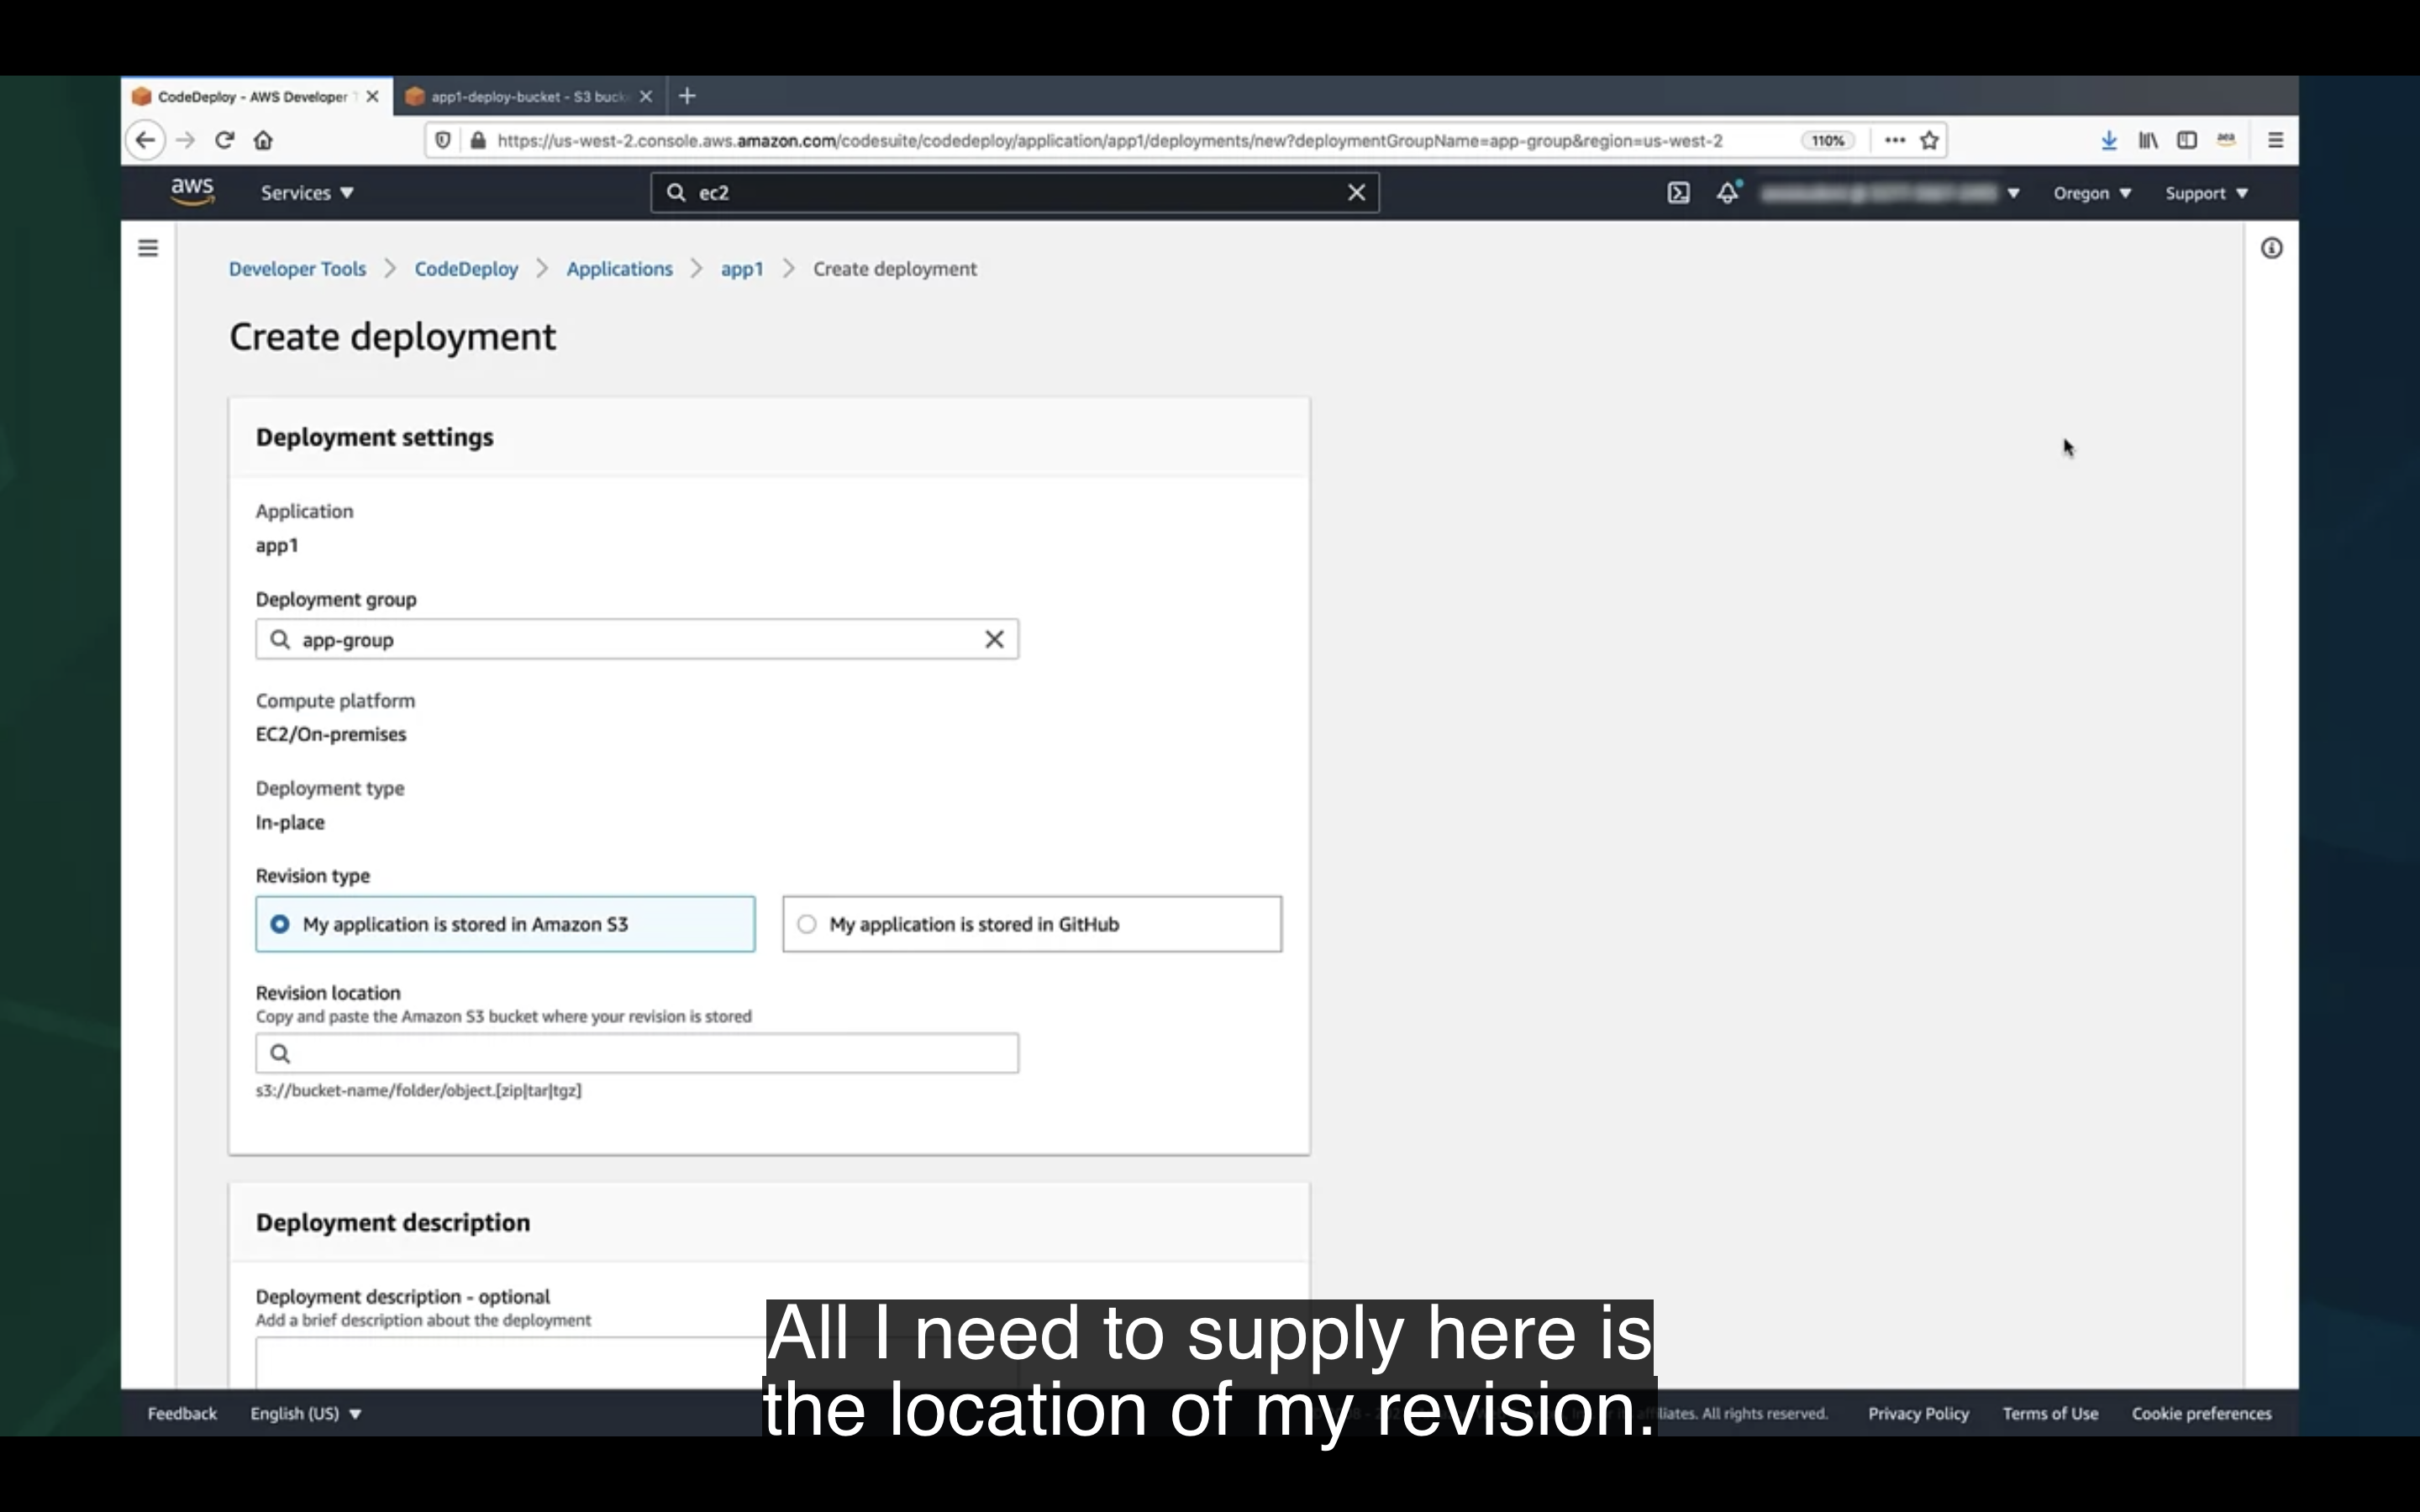 CodeDeploy - AWS Developer T
app1-deploy-bucket - S3 buck
https://us-west-2.console.aws.amazon.com/codesuite/codedeploy/application/app1/deployments/new?deploymentGroupName=app-group&region=us-west-2
110%
aws
Services
ec2
Oregon
Support
Developer Tools > CodeDeploy > Applications > app1 > Create deployment
Create deployment
Deployment settings
Application
app1
Deployment group
app-group
Compute platform
EC2/On-premises
Deployment type
In-place
Revision type
My application is stored in Amazon S3
My application is stored in GitHub
Revision location
Copy and paste the Amazon S3 bucket where your revision is stored
s3://bucket-name/folder/object.[zip|tar|tgz]
Deployment description
Deployment description - optional
Add a brief description about the deployment
All I need to supply here is
the location of my revision.
Feedback
English (US)
iliates. All rights reserved.
Privacy Policy
Terms of Use
Cookie preferences